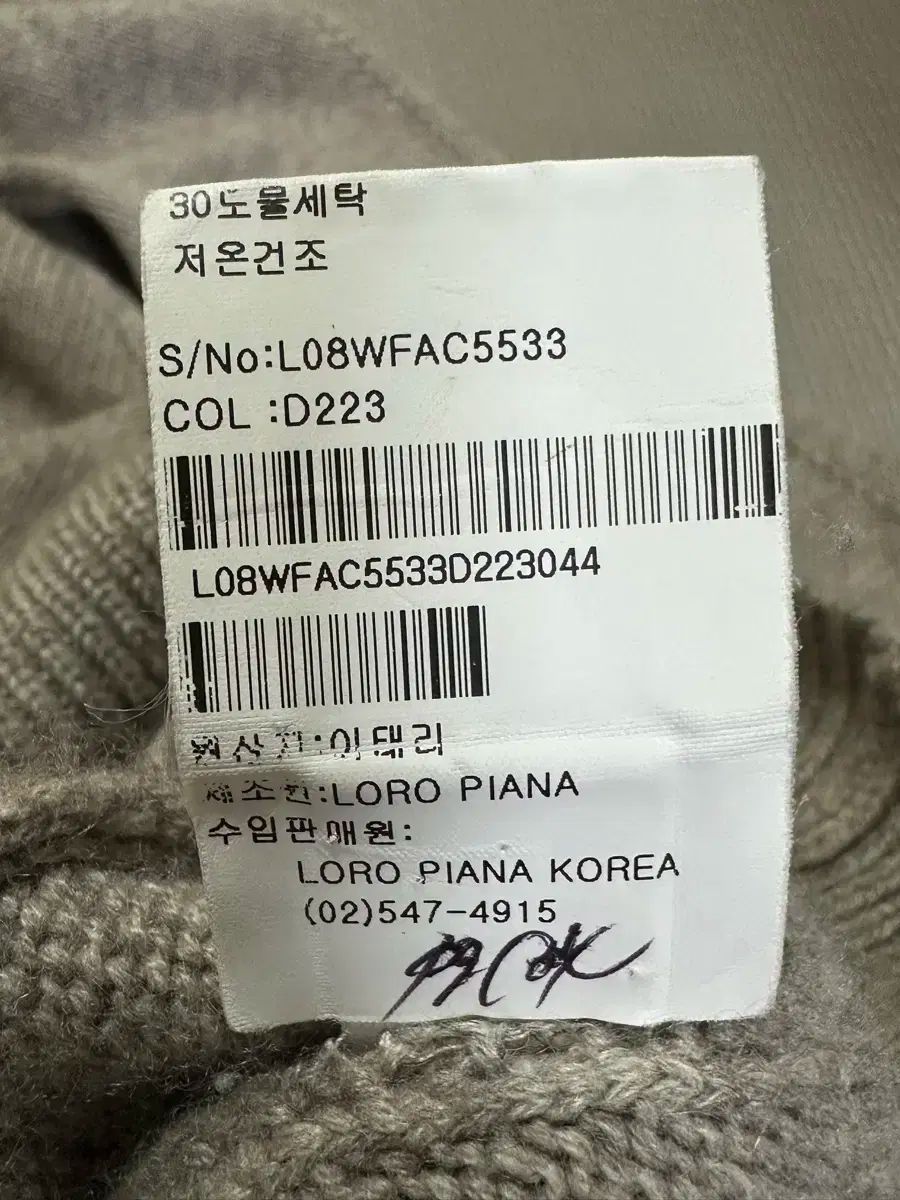 30도물세탁
저온건조
S/No:L08WFAC5533
COL :D223
L08WFAC5533D223044
원산지:이태리
제조원:LORO PIANA
수입판매원:
LORO PIANA KOREA
(02)547-4915